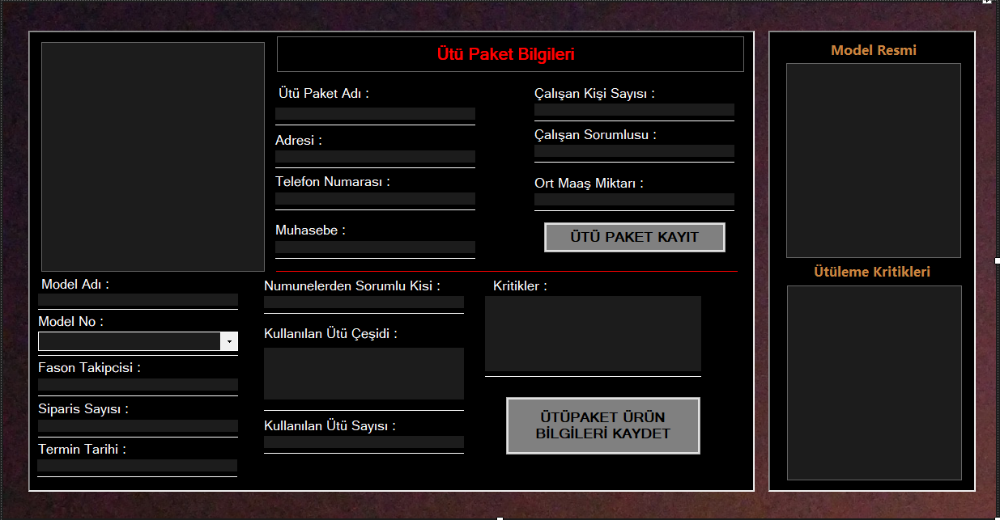 Ütü Paket Bilgileri
Ütü Paket Adı :
Adresi :
Telefon Numarası :
Muhasebe :
Çalışan Kişi Sayısı :
Çalışan Sorumlusu :
Ort Maaş Miktarı :
ÜTÜ PAKET KAYIT
Model Adı :
Model No :
Fason Takipcisi :
Siparis Sayısı :
Termin Tarihi :
Numunelerden Sorumlu Kisi :
Kullanılan Ütü Çeşidi :
Kullanılan Ütü Sayısı :
Kritikler :
ÜTÜPAKET ÜRÜN
BİLGİLERİ KAYDET
Model Resmi
Ütüleme Kritikleri